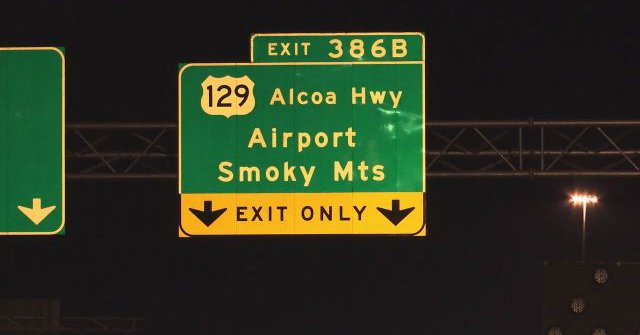 EXIT 386B
129 Alcoa Hwy
Airport
Smoky Mts
EXIT ONLY